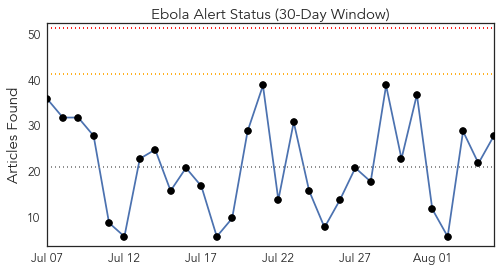 Ebola Alert Status (30-Day Window)
Articles Found
50
40
30
20
10
Jul 07 Jul 12 Jul 17 Jul 22 Jul 27 Aug 01